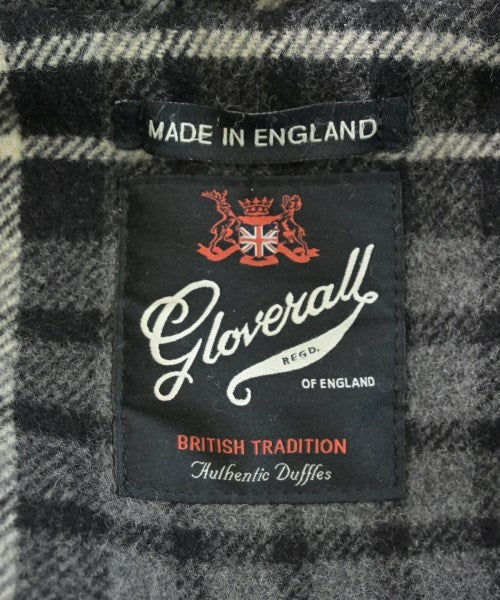 MADE IN ENGLAND
Gloverall
REGD.
OF ENGLAND
BRITISH TRADITION
Authentic Duffles